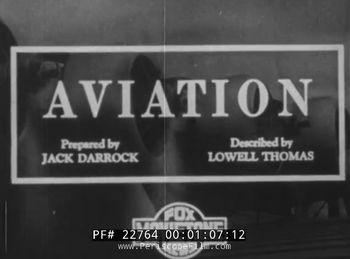 AVIATION
Prepared by
JACK DARROCK
Described by
LOWELL THOMAS
FOX
MOVIETONE
PF# 22764 00:01:07:12
www.PeriscopeFilm.com